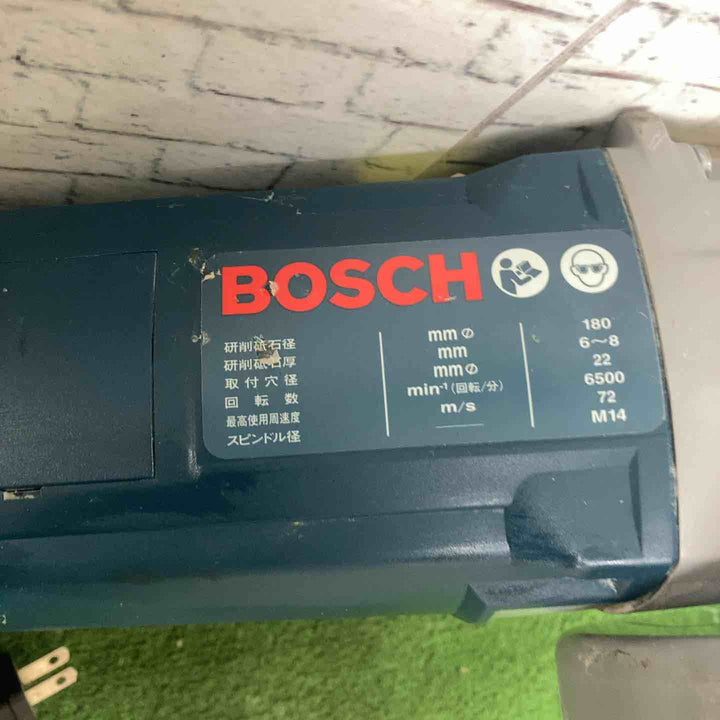 BOSCH
研削砥石径 mmø 180
研削砥石厚 mm 6～8
取付穴径 mmø 22
回転数 min⁻¹(回転/分) 6500
最高使用周速度 m/s 72
スピンドル径 —— M14